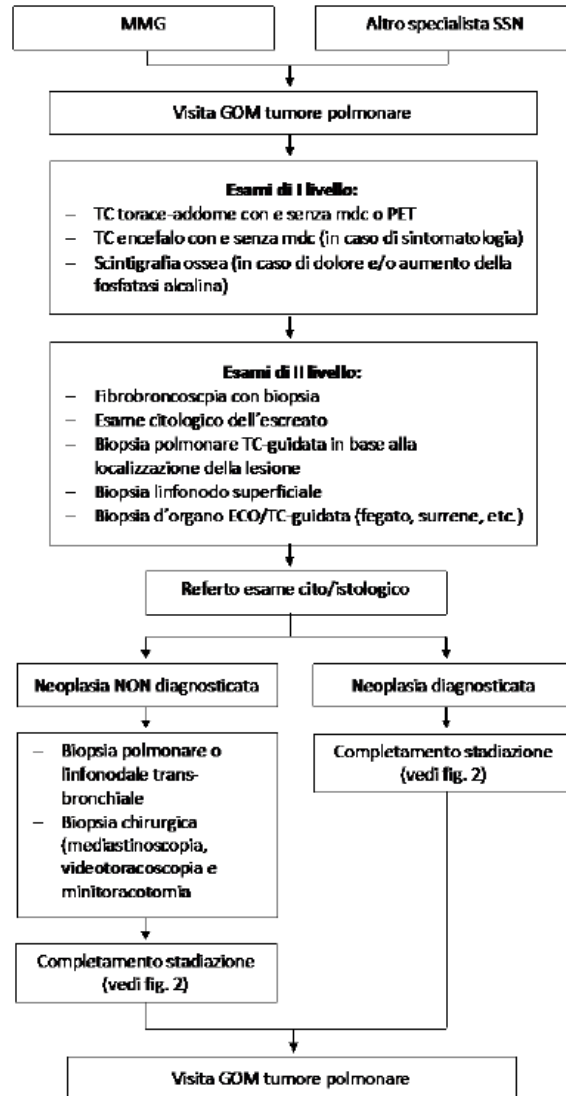 MMG
Altro specialista SSN
Visita GOM tumore polmonare
Esami di I livello:
– TC torace-addome con e senza mdc o PET
– TC encefalo con e senza mdc (in caso di sintomatologia)
– Scintigrafia ossea (in caso di dolore e/o aumento della
fosfatasi alcalina)
Esami di II livello:
– Fibrobroncoscpia con biopsia
– Esame citologico dell'escreato
– Biopsia polmonare TC-guidata in base alla
localizzazione della lesione
– Biopsia linfonodo superficiale
– Biopsia d'organo ECO/TC-guidata (fegato, surrene, etc.)
Referto esame cito/istologico
Neoplasia NON diagnosticata
Neoplasia diagnosticata
– Biopsia polmonare o
linfonodale trans-
bronchiale
– Biopsia chirurgica
(mediastinoscopia,
videotoracoscopia e
minitoracotomia
Completamento stadiazione
(vedi fig. 2)
Completamento stadiazione
(vedi fig. 2)
Visita GOM tumore polmonare